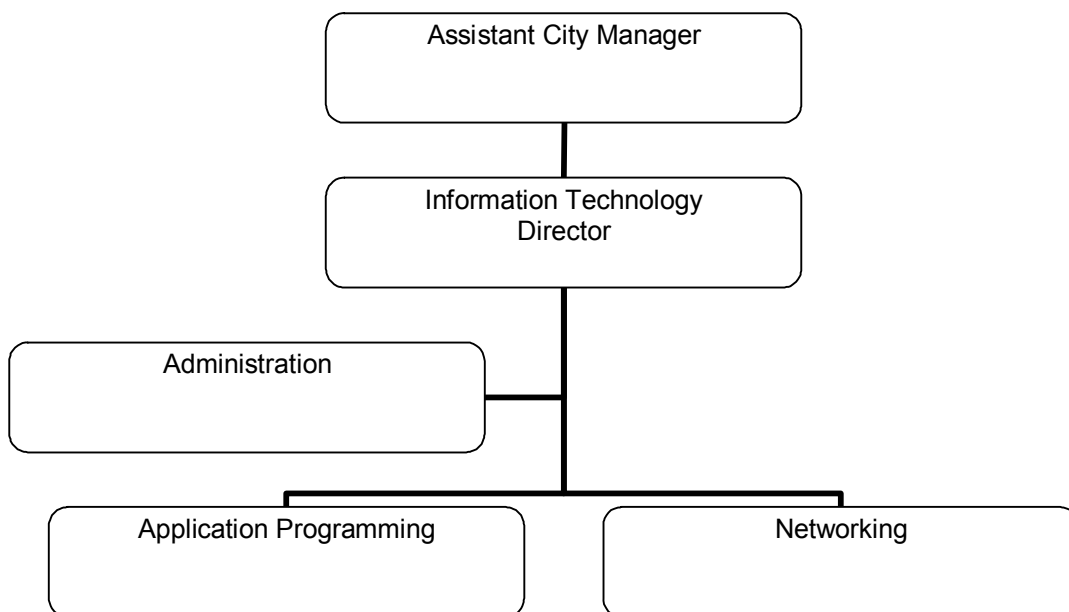 Assistant City Manager
Information Technology
Director
Administration
Application Programming
Networking